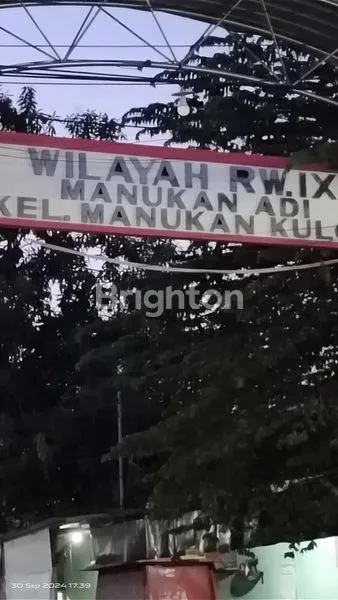 WILAYAH RW.IX
MANUKAN ADI
KEL. MANUKAN KULO
Brighton
30 Sep 2024 17.39